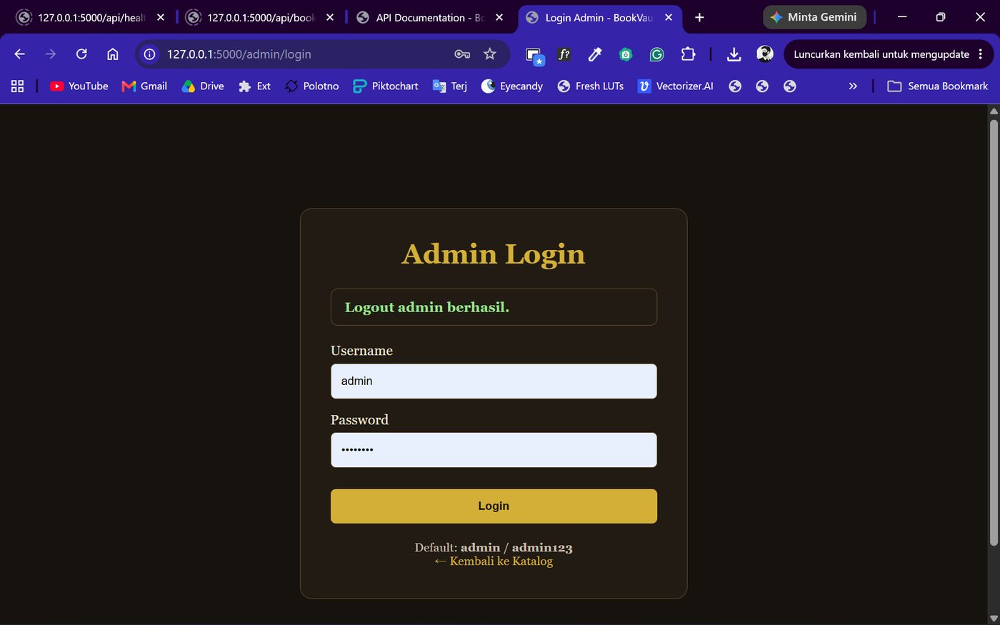 127.0.0.1:5000/api/healt
127.0.0.1:5000/api/book
API Documentation - Bo
Login Admin - BookVau
Minta Gemini
127.0.0.1:5000/admin/login
f?
Luncurkan kembali untuk mengupdate
YouTube
Gmail
Drive
Ext
Polotno
Piktochart
Terj
Eyecandy
Fresh LUTs
Vectorizer.AI
Semua Bookmark
Admin Login
Logout admin berhasil.
Username
admin
Password
••••••••
Login
Default: admin / admin123
← Kembali ke Katalog